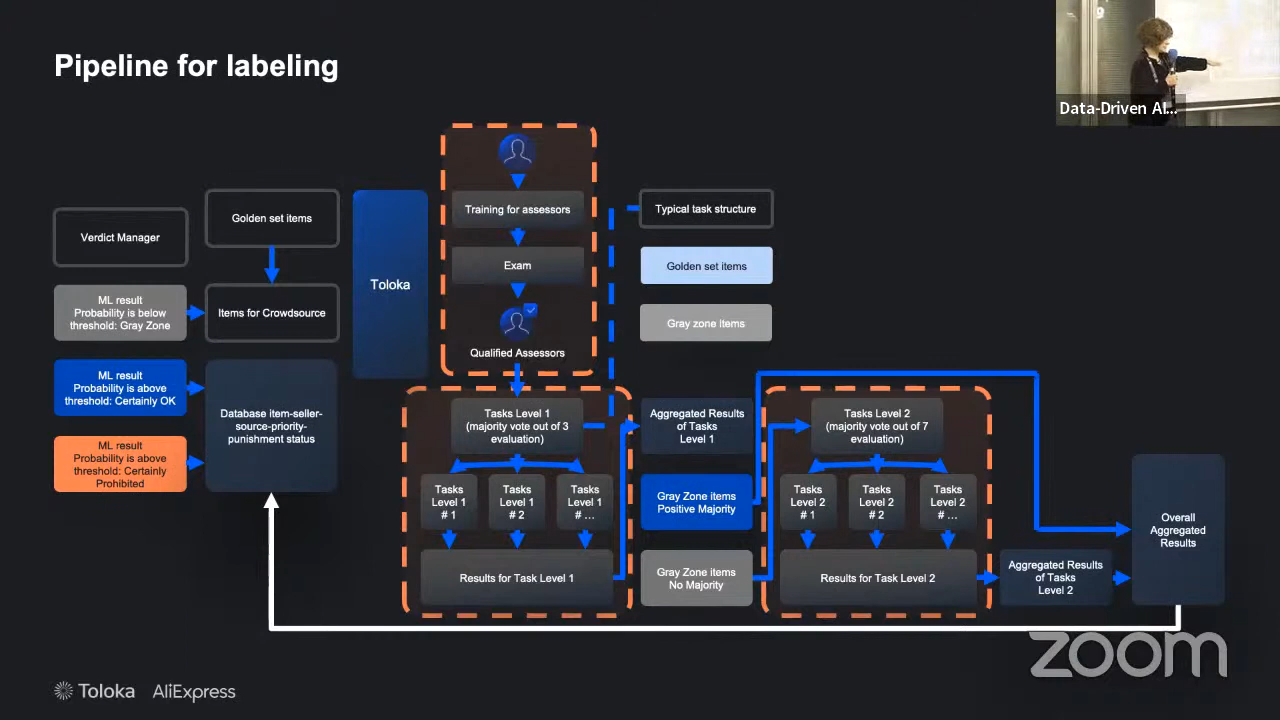 Pipeline for labeling
Data-Driven AI...
Verdict Manager
ML result
Probability is below
threshold: Gray Zone
ML result
Probability is above
threshold: Certainly OK
ML result
Probability is above
threshold: Certainly
Prohibited
Golden set items
Items for Crowdsource
Database item-seller-
source-priority-
punishment status
Toloka
Training for assessors
Exam
Qualified Assessors
Typical task structure
Golden set items
Gray zone Items
Tasks Level 1
(majority vote out of 3
evaluation)
Tasks
Level 1
# 1
Tasks
Level 1
# 2
Tasks
Level 1
# ...
Results for Task Level 1
Aggregated Results
of Tasks
Level 1
Gray Zone items
Positive Majority
Gray Zone items
No Majority
Tasks Level 2
(majority vote out of 7
evaluation)
Tasks
Level 2
# 1
Tasks
Level 2
# 2
Tasks
Level 2
# ...
Results for Task Level 2
Aggregated Results
of Tasks
Level 2
Overall
Aggregated
Results
zoom
Toloka
AliExpress